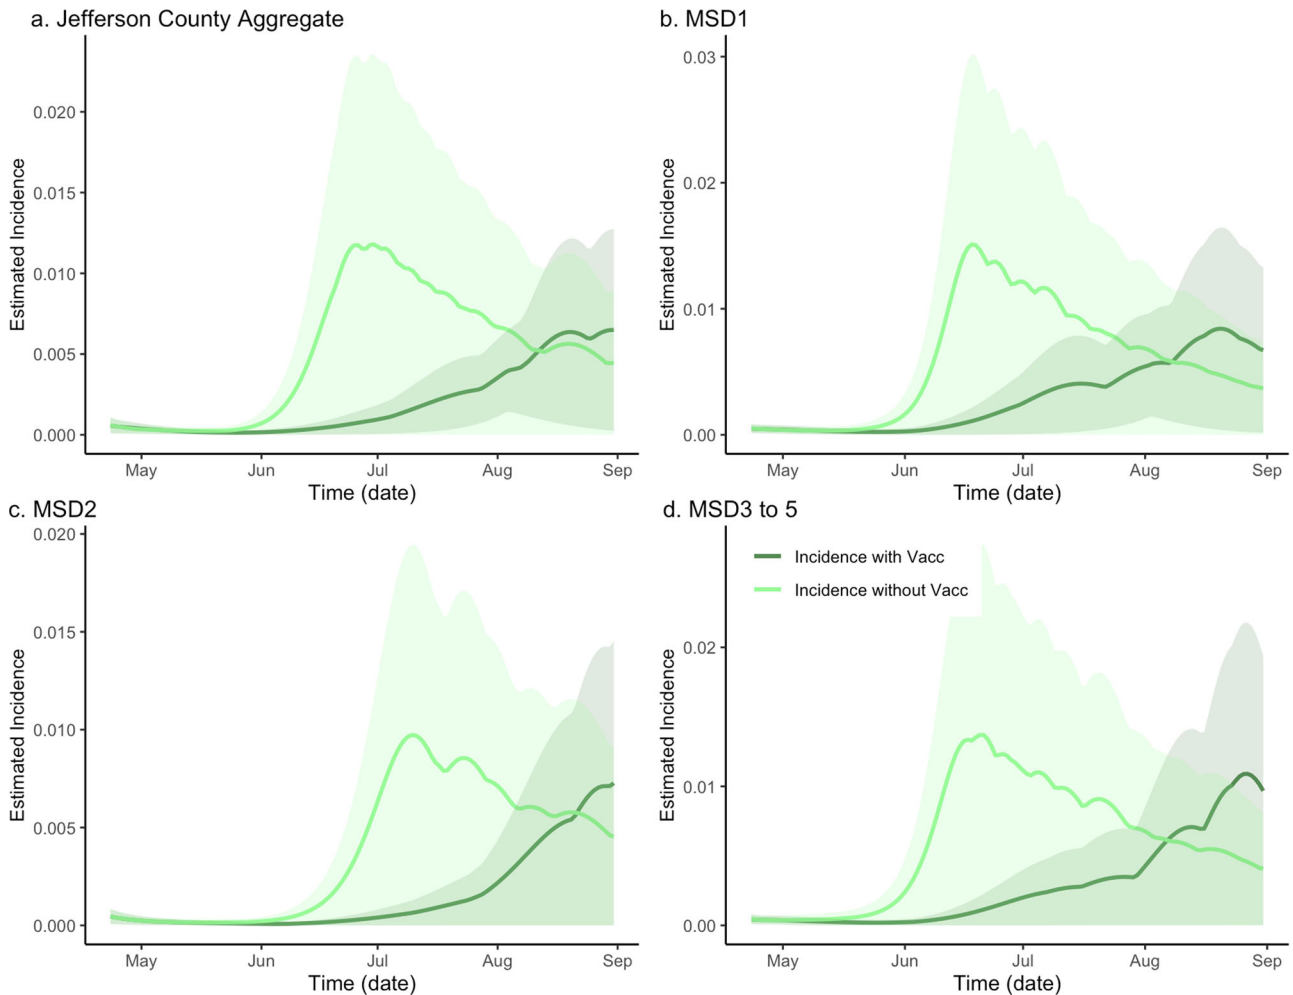 a. Jefferson County Aggregate
Estimated Incidence
0.020
0.015
0.010
0.005
0.000
May Jun Jul Aug Sep
Time (date)
b. MSD1
Estimated Incidence
0.03
0.02
0.01
0.00
May Jun Jul Aug Sep
Time (date)
c. MSD2
Estimated Incidence
0.020
0.015
0.010
0.005
0.000
May Jun Jul Aug Sep
Time (date)
d. MSD3 to 5
Incidence with Vacc
Incidence without Vacc
Estimated Incidence
0.02
0.01
0.00
May Jun Jul Aug Sep
Time (date)